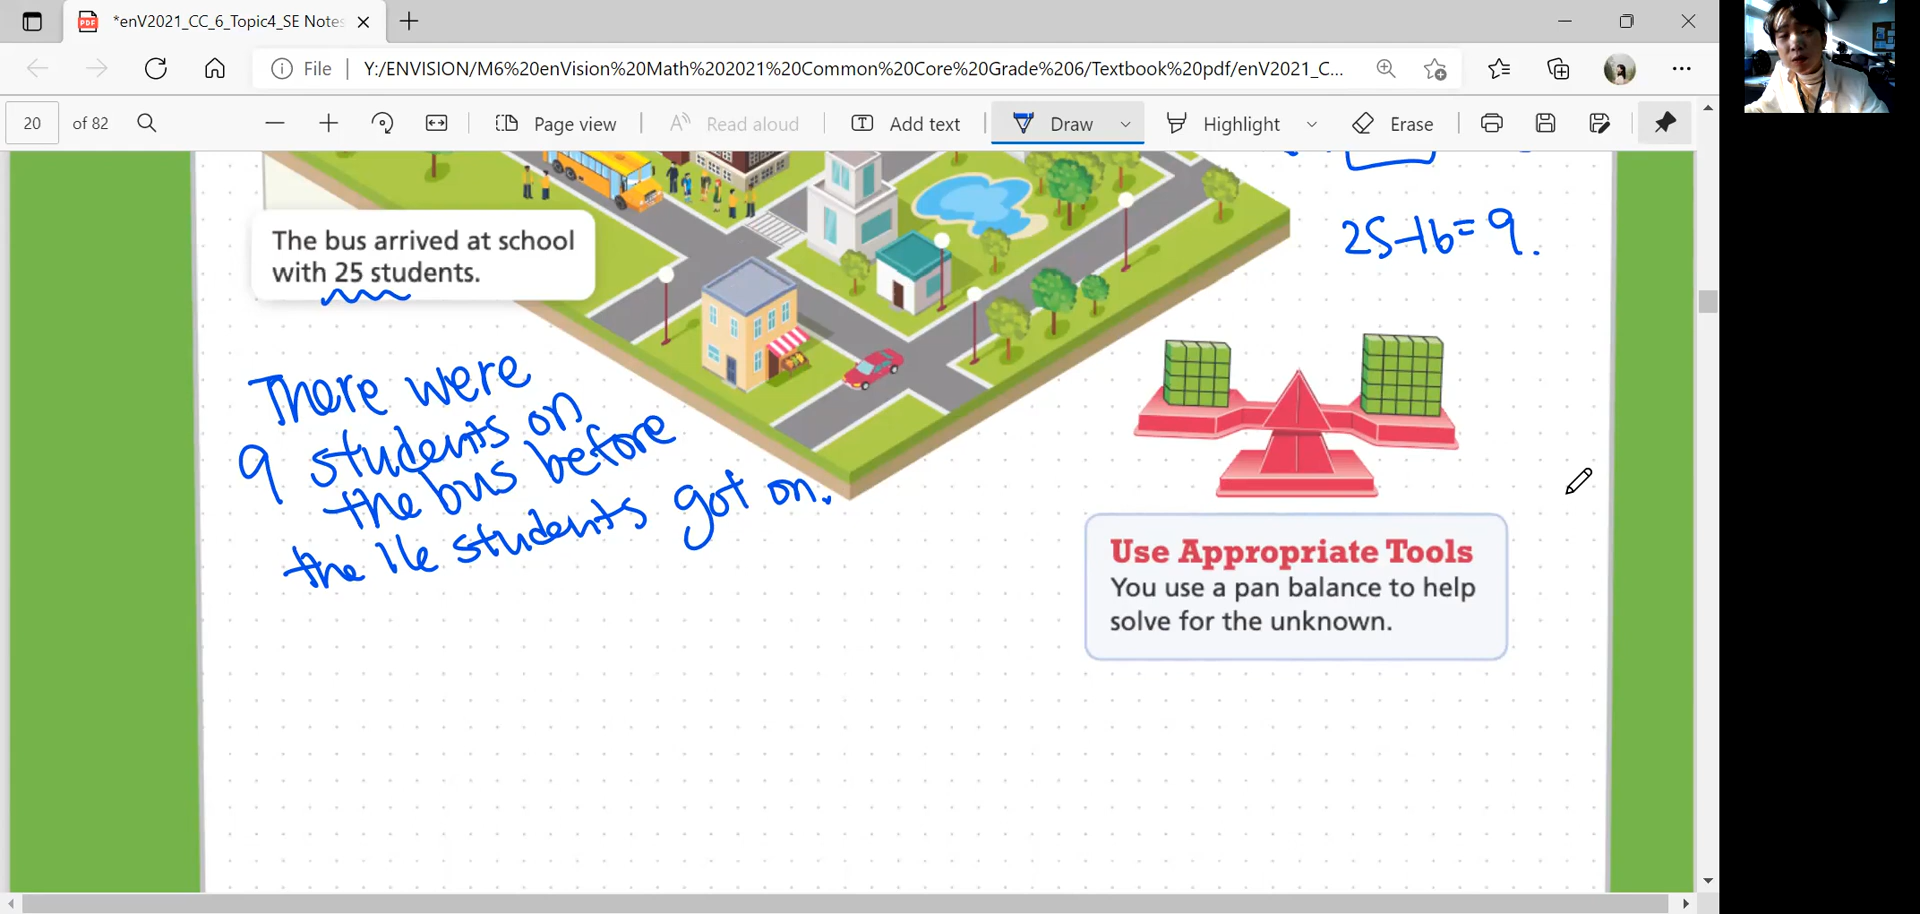 *enV2021_CC_6_Topic4_SE Notes
File
Y:/ENVISION/M6%20enVision%20Math%202021%20Common%20Core%20Grade%206/Textbook%20pdf/enV2021_C...
20 of 82
Page view
Read aloud
Add text
Draw
Highlight
Erase
The bus arrived at school
with 25 students.
25-16=9.
There were
9 students on
the bus before
the 16 students got on.
Use Appropriate Tools
You use a pan balance to help
solve for the unknown.